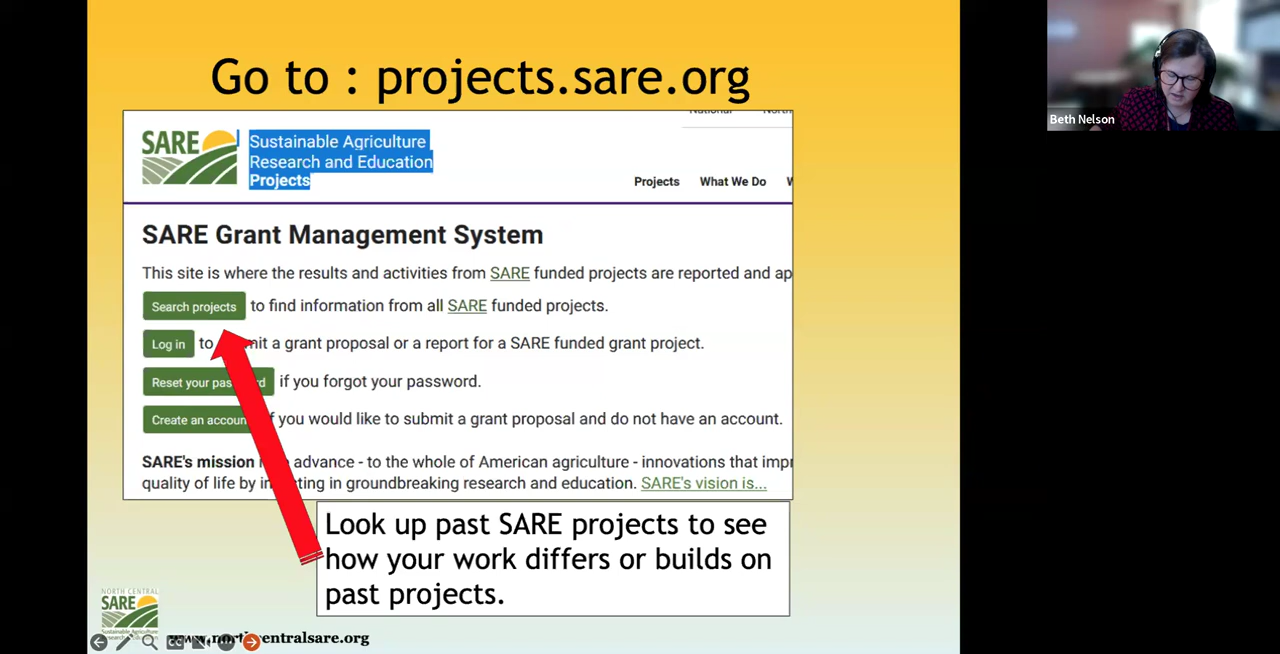 Go to : projects.sare.org
Beth Nelson
SARE
Sustainable Agriculture
Research and Education
Projects
Projects What We Do
SARE Grant Management System
This site is where the results and activities from SARE funded projects are reported and ap
Search projects to find information from all SARE funded projects.
Log in to mit a grant proposal or a report for a SARE funded grant project.
Reset your pas d if you forgot your password.
Create an accoun f you would like to submit a grant proposal and do not have an account.
SARE's mission advance - to the whole of American agriculture - innovations that imp
quality of life by in ting in groundbreaking research and education. SARE's vision is...
Look up past SARE projects to see
how your work differs or builds on
past projects.
NORTH CENTRAL
SARE
Sustainable Agriculture
www.northcentralsare.org
CC